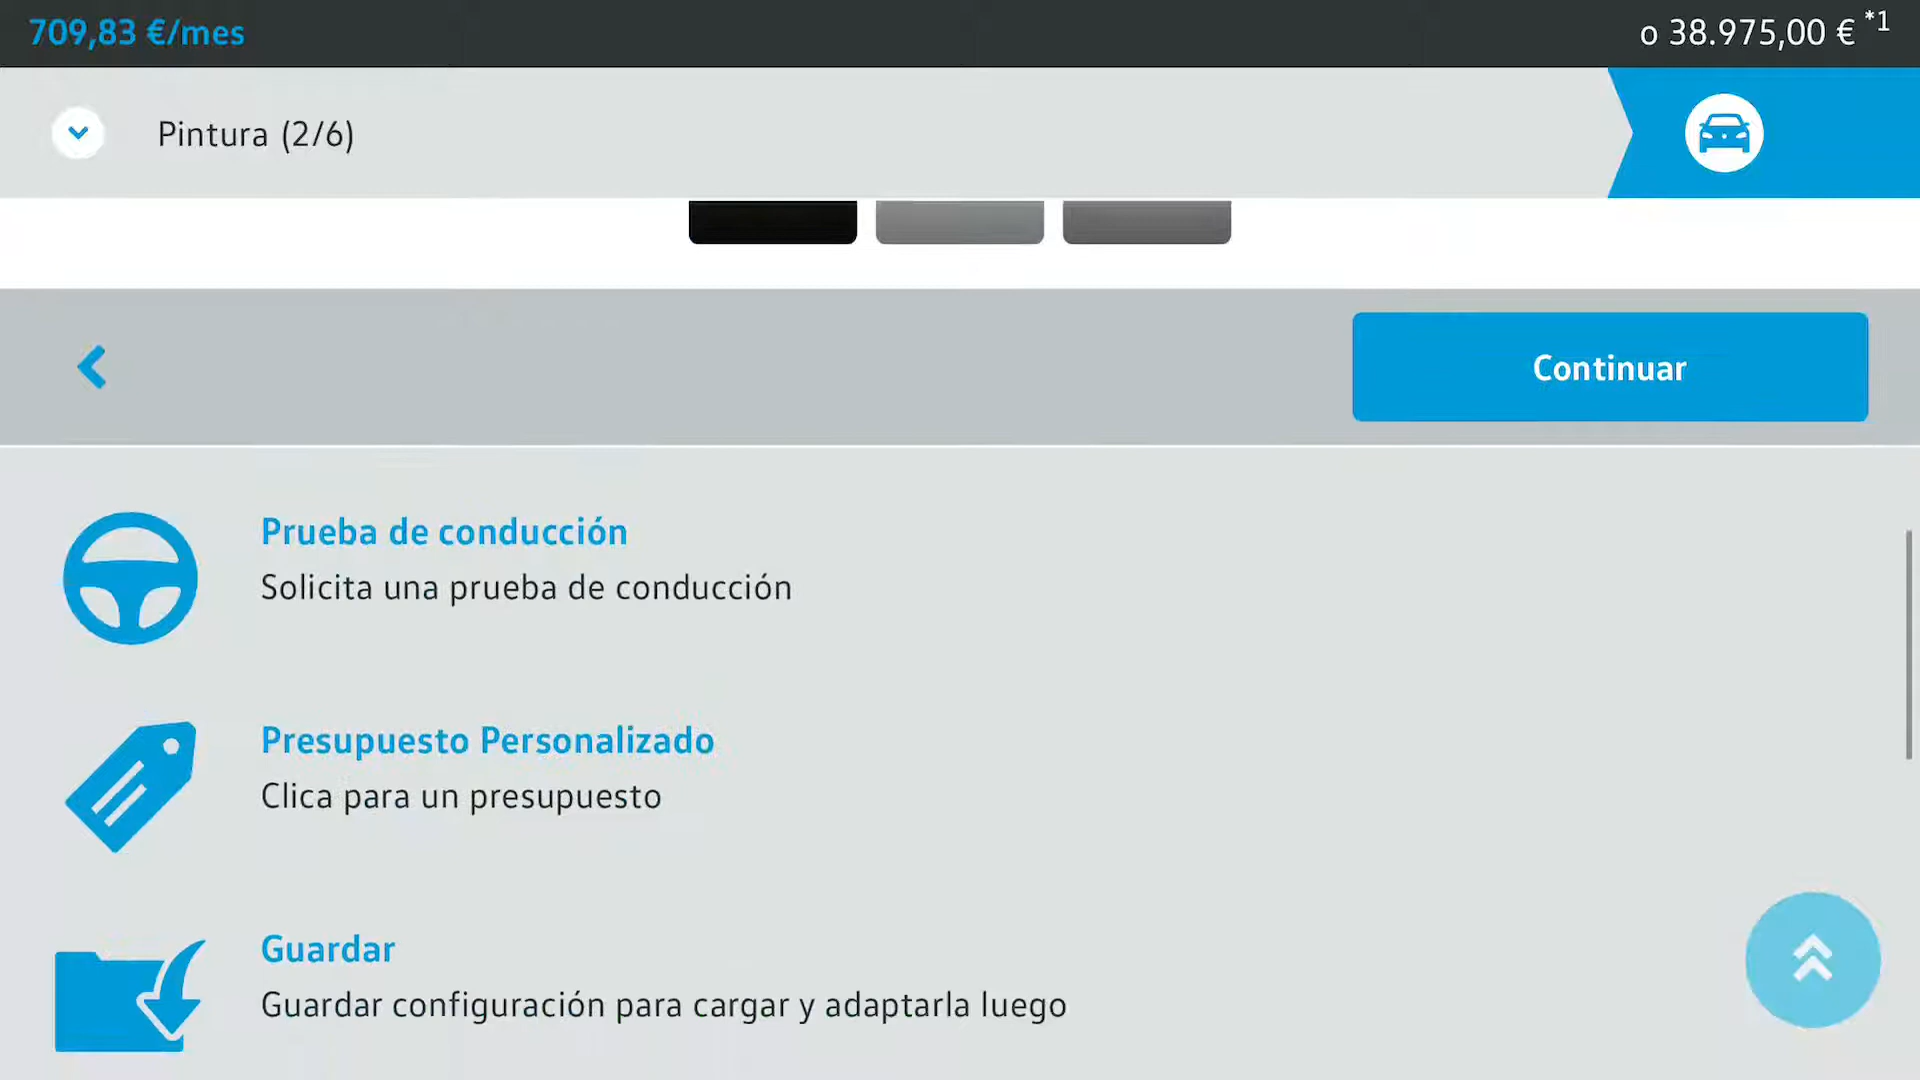 709,83 €/mes
o 38.975,00 € *1
Pintura (2/6)
Continuar
Prueba de conducción
Solicita una prueba de conducción
Presupuesto Personalizado
Clica para un presupuesto
Guardar
Guardar configuración para cargar y adaptarla luego